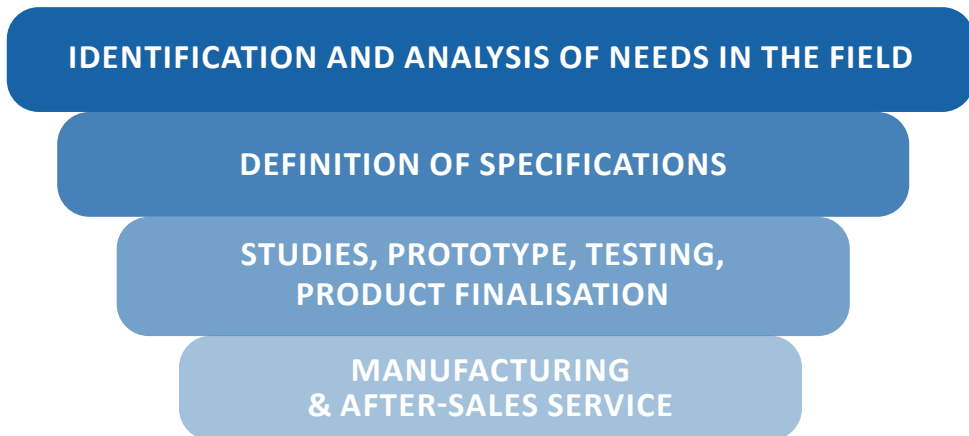 IDENTIFICATION AND ANALYSIS OF NEEDS IN THE FIELD
DEFINITION OF SPECIFICATIONS
STUDIES, PROTOTYPE, TESTING,
PRODUCT FINALISATION
MANUFACTURING
& AFTER-SALES SERVICE